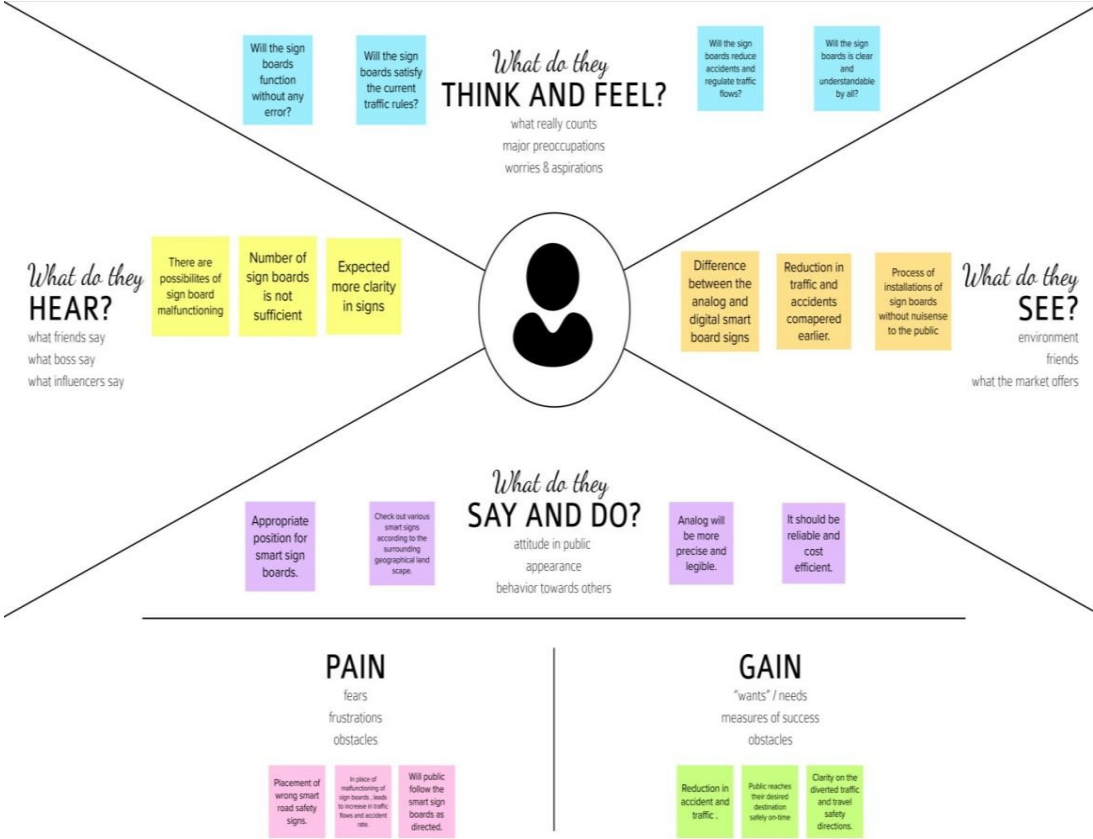 Will the sign
boards
function
without any
error?
Will the sign
boards satisfy
the current
traffic rules?
What do they
THINK AND FEEL?
what really counts
major preoccupations
worries & aspirations
Will the sign
boards reduce
accidents and
regulate traffic
flows?
Will the sign
boards is clear
and
understandable
by all?
What do they
HEAR?
what friends say
what boss say
what influencers say
There are
possibilites of
sign board
malfunctioning
Number of
sign boards
is not
sufficient
Expected
more clarity
in signs
Difference
between the
analog and
digital smart
board signs
Reduction in
traffic and
accidents
comapered
earlier.
Process of
installations of
sign boards
without nuisense
to the public
What do they
SEE?
environment
friends
what the market offers
Appropriate
position for
smart sign
boards.
Check out various
smart signs
according to the
surrounding
geographical land
scape.
What do they
SAY AND DO?
attitude in public
appearance
behavior towards others
Analog will
be more
precise and
legible.
It should be
reliable and
cost
efficient.
PAIN
fears
frustrations
obstacles
Placement of
wrong smart
road safety
signs.
In place of
malfunctioning of
sign boards , leads
to increase in traffic
flows and accident
rate.
Will public
follow the
smart sign
boards as
directed.
GAIN
"wants" / needs
measures of success
obstacles
Reduction in
accident and
traffic .
Public reaches
their desired
destination
safely on-time
Clarity on the
diverted traffic
and travel
safety
directions.